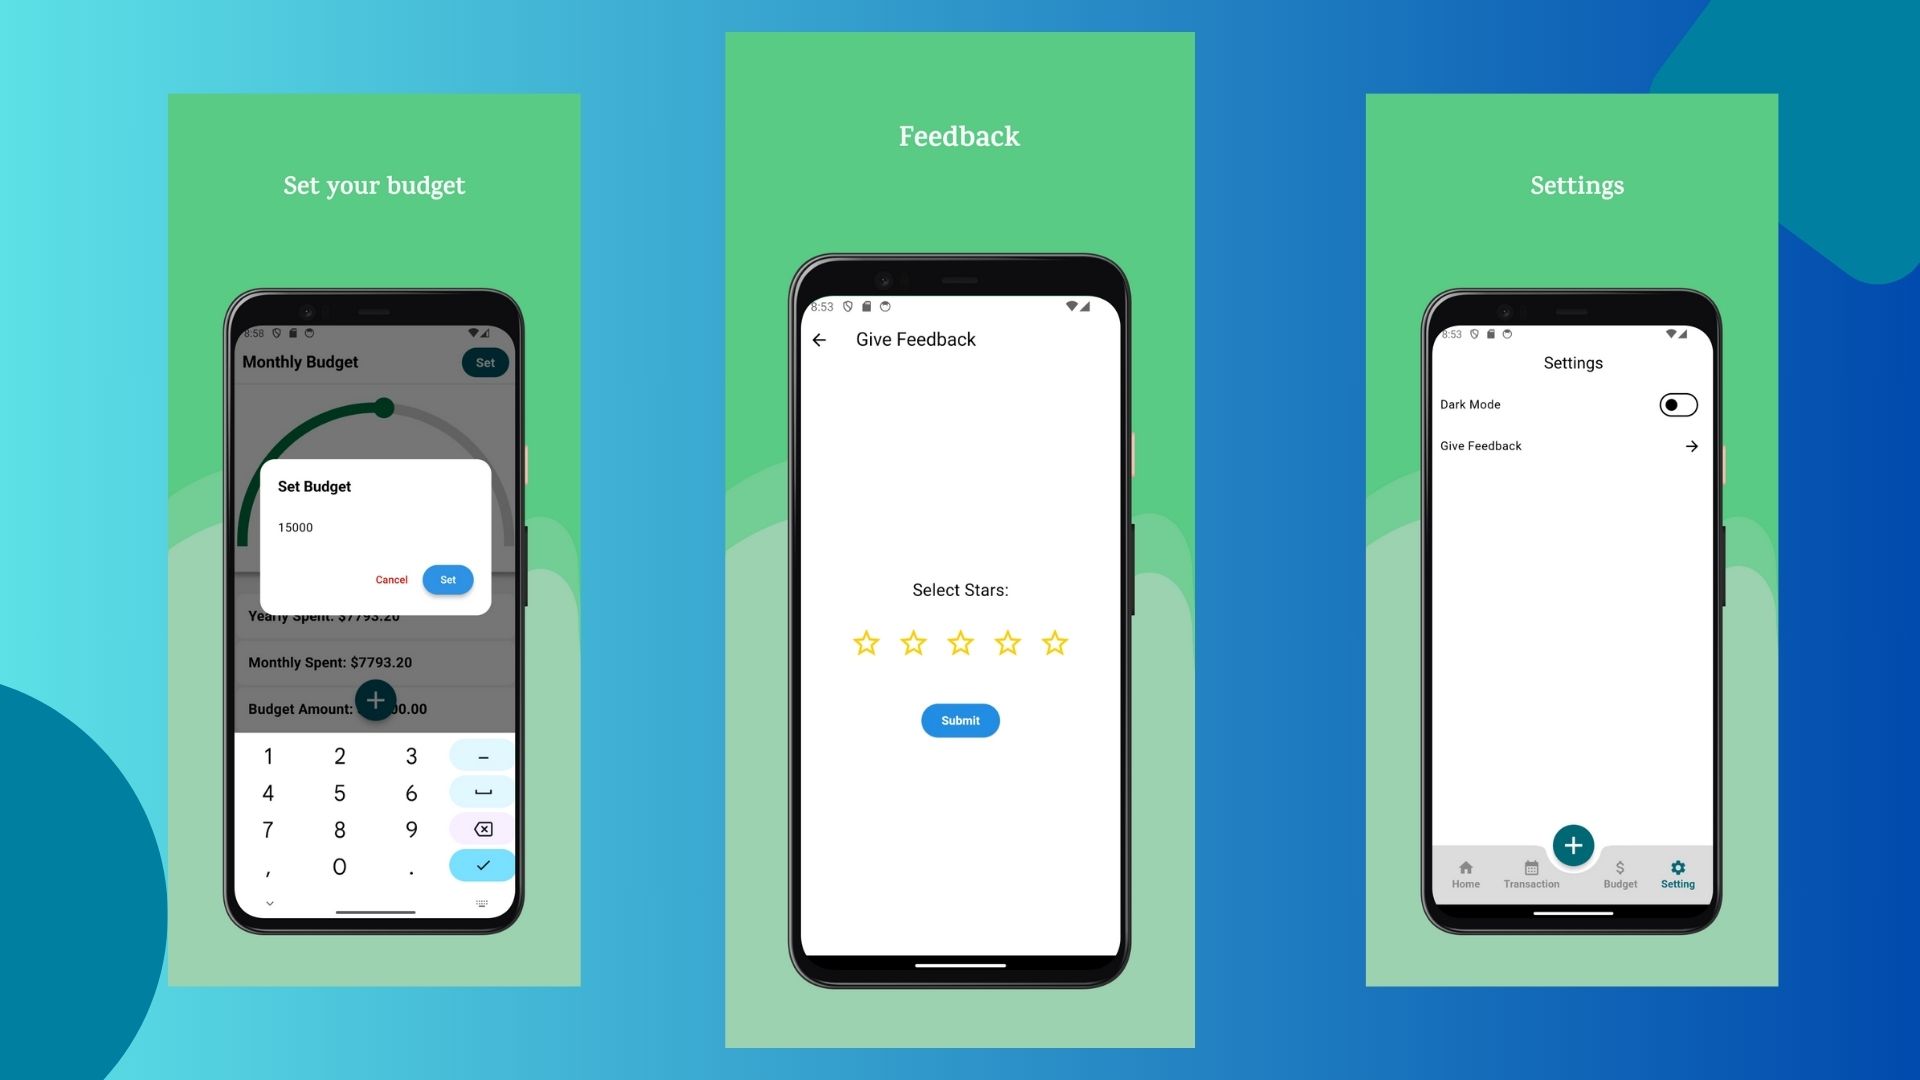 Set your budget
8:58
Monthly Budget
Set
Set Budget
15000
Cancel
Set
Yearly Spent: $7793.20
Monthly Spent: $7793.20
Budget Amount:
00.00
1 2 3 -
4 5 6
7 8 9
, 0 .
Feedback
8:53
Give Feedback
Select Stars:
Submit
Settings
8:53
Settings
Dark Mode
Give Feedback
Home Transaction Budget Setting